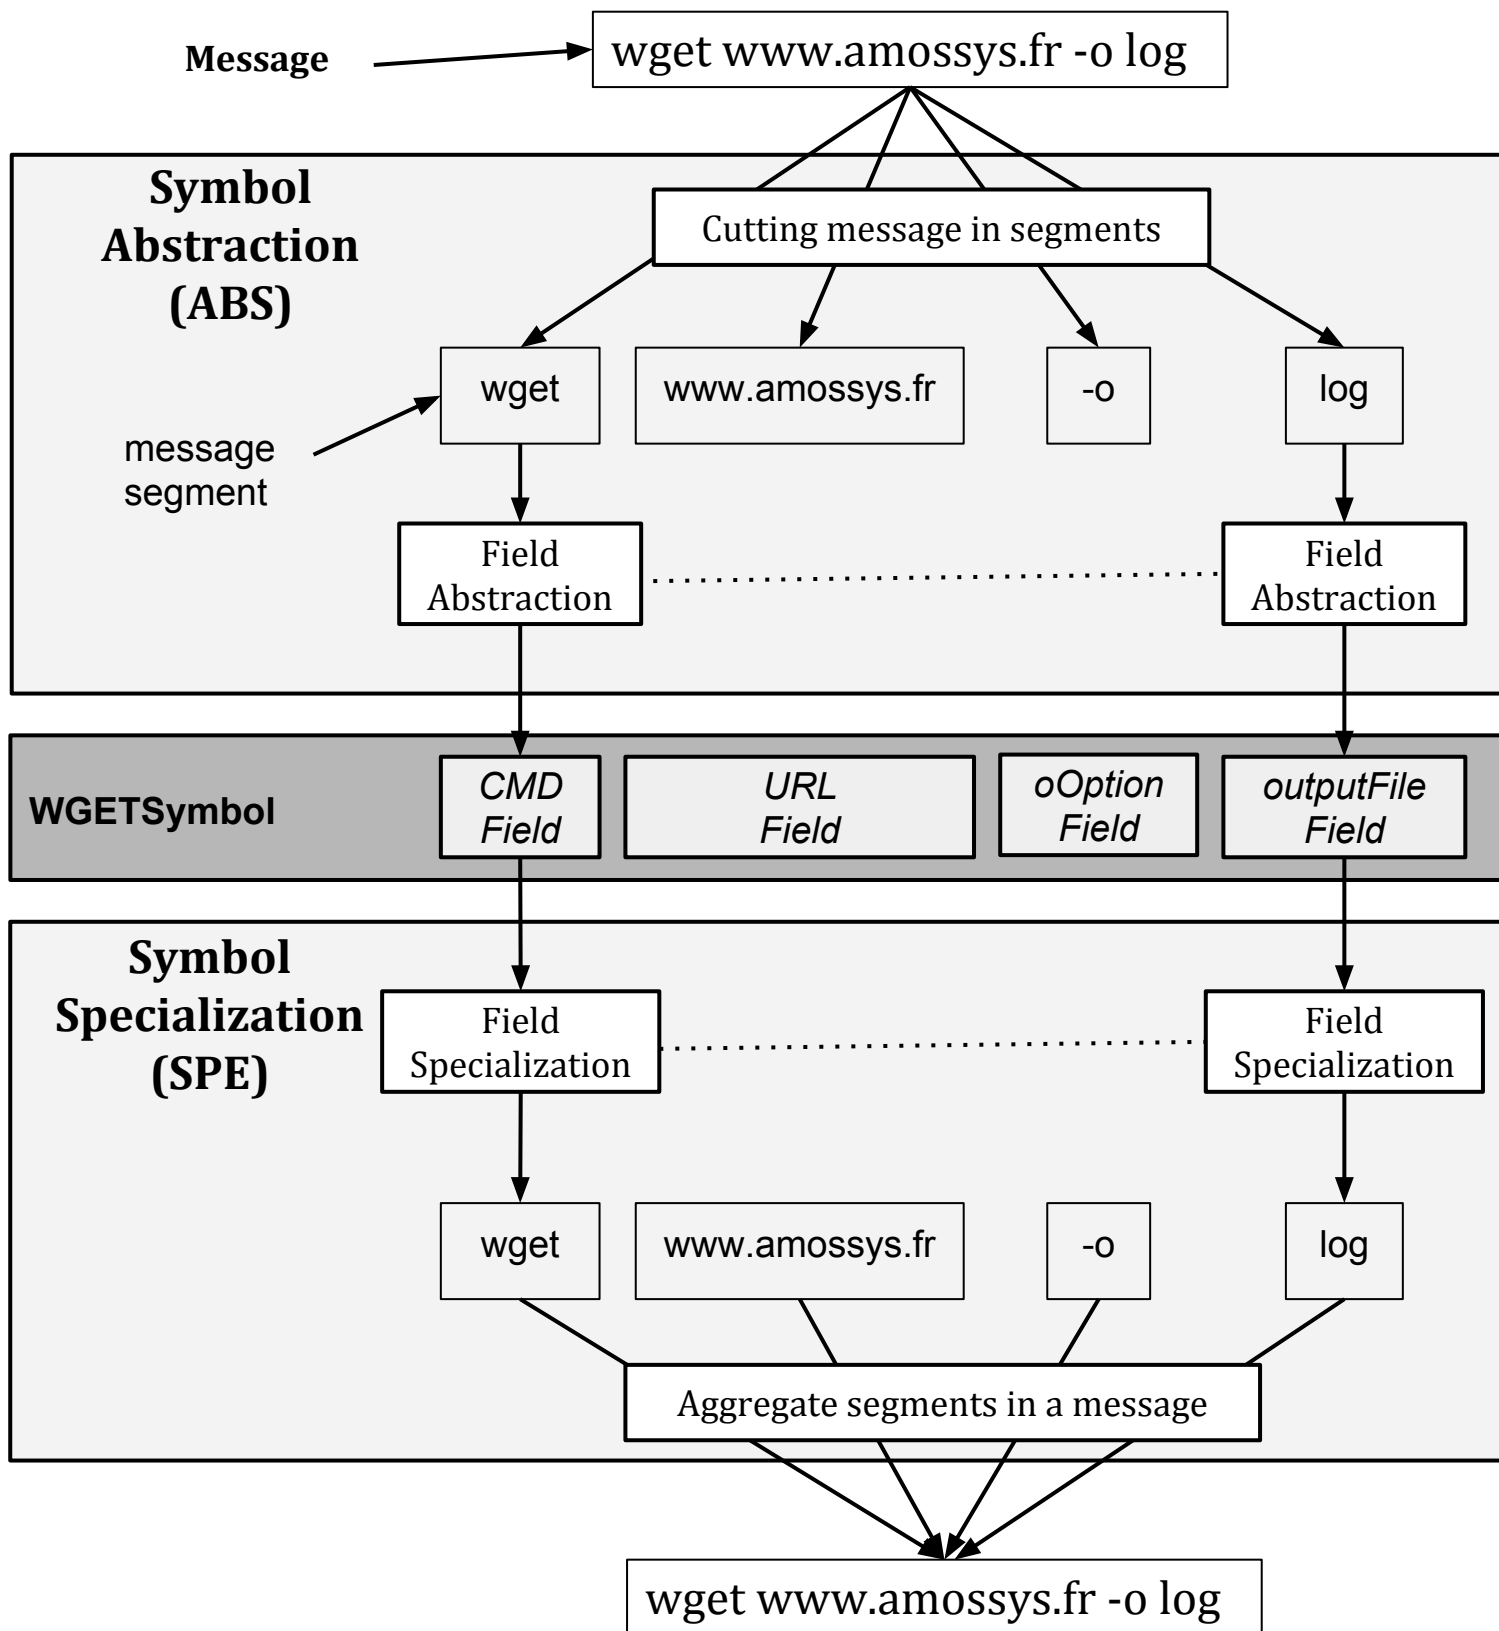 Message
wget www.amossys.fr -o log
Symbol
Abstraction
(ABS)
Cutting message in segments
wget
www.amossys.fr
-o
log
message
segment
Field
Abstraction
Field
Abstraction
WGETSymbol
CMD
Field
URL
Field
oOption
Field
outputFile
Field
Symbol
Specialization
(SPE)
Field
Specialization
Field
Specialization
wget
www.amossys.fr
-o
log
Aggregate segments in a message
wget www.amossys.fr -o log